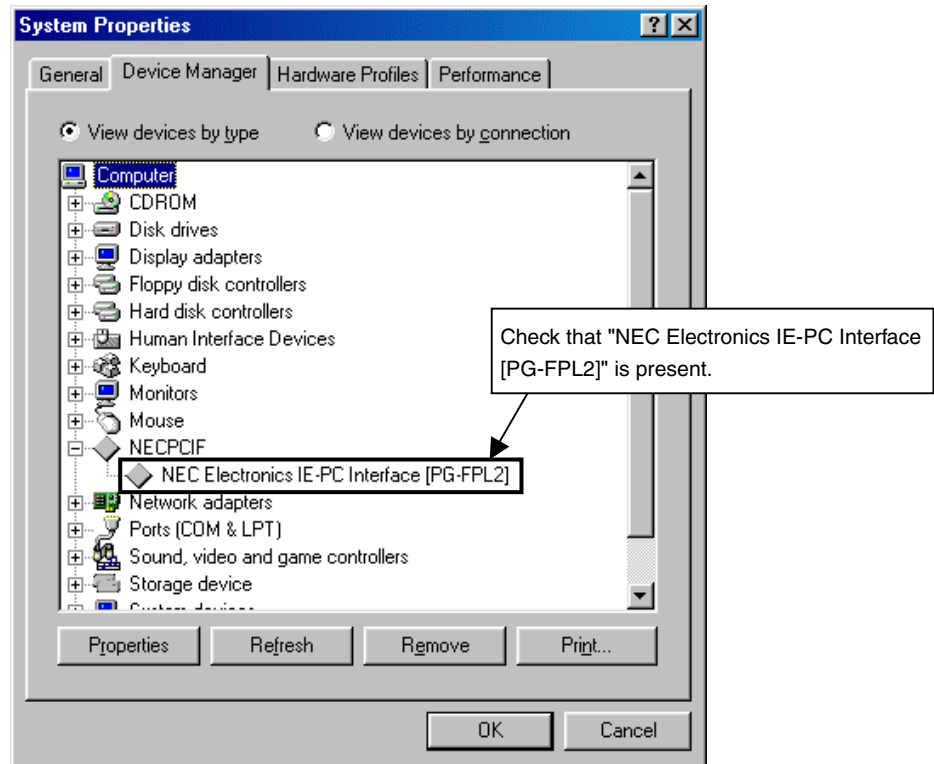 System Properties
General Device Manager Hardware Profiles Performance
View devices by type View devices by connection
Computer
CDROM
Disk drives
Display adapters
Floppy disk controllers
Hard disk controllers
Human Interface Devices
Keyboard
Monitors
Mouse
NECPCIF
NEC Electronics IE-PC Interface [PG-FPL2]
Network adapters
Ports (COM & LPT)
Sound, video and game controllers
Storage device
System devices
Check that "NEC Electronics IE-PC Interface
[PG-FPL2]" is present.
Properties Refresh Remove Print...
OK Cancel